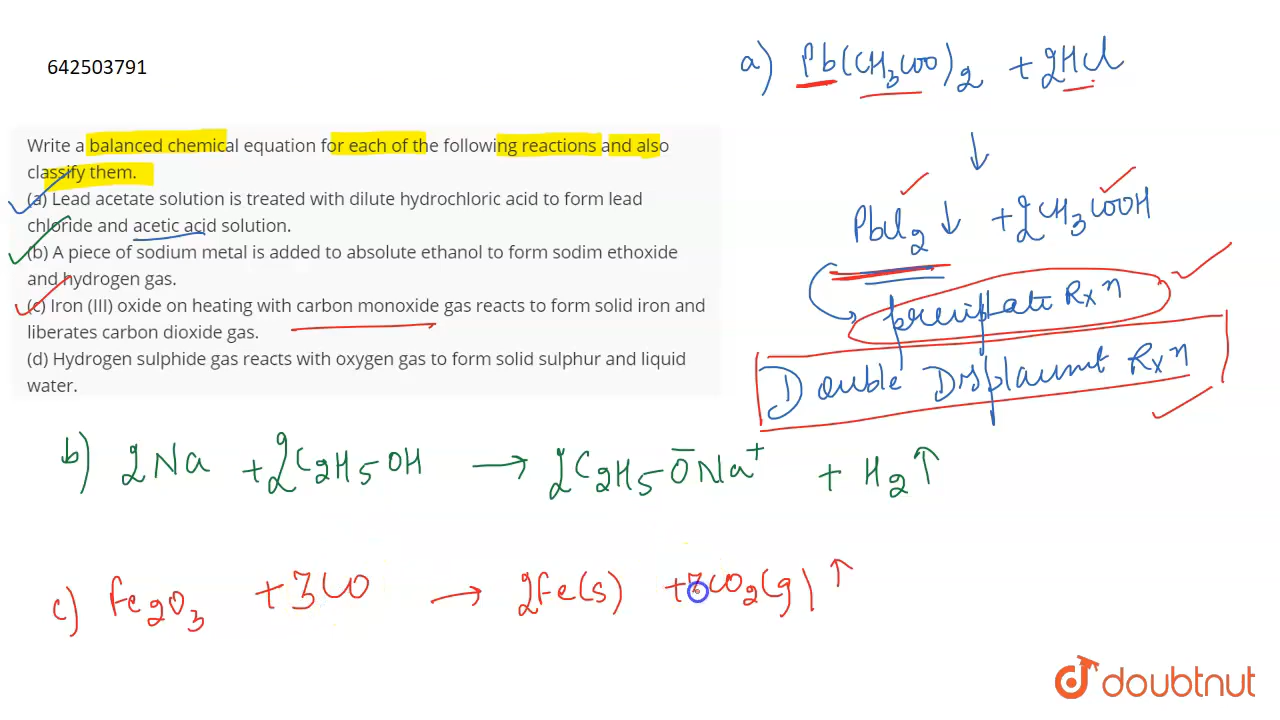 642503791
Write a balanced chemical equation for each of the following reactions and also
classify them.
(a) Lead acetate solution is treated with dilute hydrochloric acid to form lead
chloride and acetic acid solution.
(b) A piece of sodium metal is added to absolute ethanol to form sodim ethoxide
and hydrogen gas.
(c) Iron (III) oxide on heating with carbon monoxide gas reacts to form solid iron and
liberates carbon dioxide gas.
(d) Hydrogen sulphide gas reacts with oxygen gas to form solid sulphur and liquid
water.
a) Pb(CH3COO)2 + 2HCl
↓
PbCl2 ↓ + 2CH3COOH
precipitate Rxn
Double Displacement Rxn
b) 2Na + 2C2H5OH → 2C2H5ŌNa+ + H2↑
c) Fe2O3 + 3CO → 2Fe(s) + 3CO2(g)↑
doubtnut